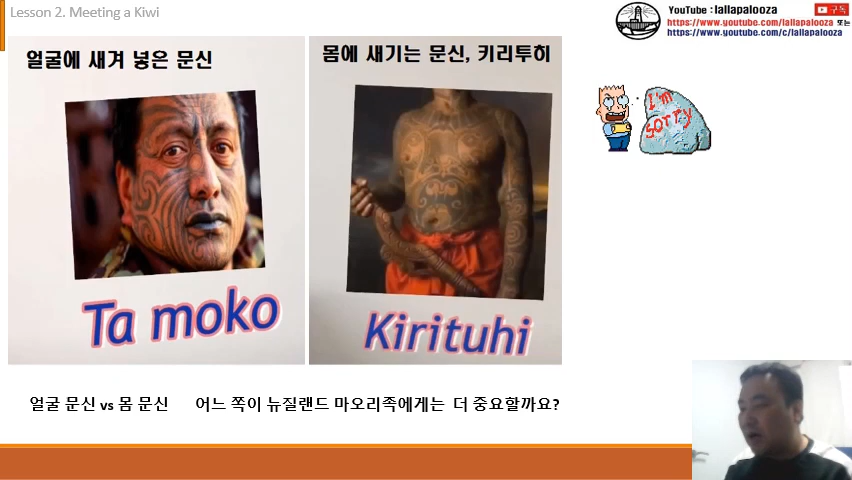 Lesson 2. Meeting a Kiwi
YouTube : lallapalooza
구독
https://www.youtube.com/lallapalooza 또는
https://www.youtube.com/c/lallapalooza
얼굴에 새겨 넣은 문신
몸에 새기는 문신, 키리투히
I'm
sorry
Ta moko
Kirituhi
얼굴 문신 vs 몸 문신 어느 쪽이 뉴질랜드 마오리족에게는 더 중요할까요?